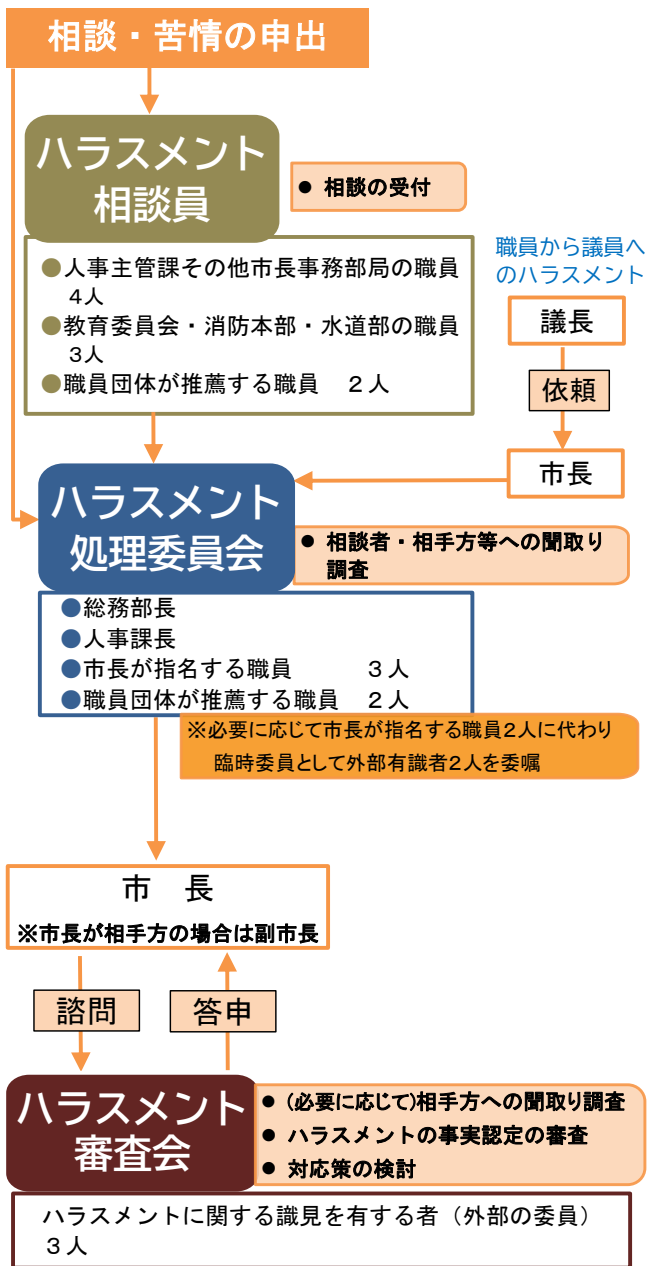 相談・苦情の申出
ハラスメント
相談員
● 相談の受付
●人事主管課その他市長事務部局の職員
4人
●教育委員会・消防本部・水道部の職員
3人
●職員団体が推薦する職員　2人
職員から議員へ
のハラスメント
議長
依頼
市長
ハラスメント
処理委員会
● 相談者・相手方等への聞取り
調査
●総務部長
●人事課長
●市長が指名する職員　3人
●職員団体が推薦する職員　2人
※必要に応じて市長が指名する職員2人に代わり
臨時委員として外部有識者2人を委嘱
市　長
※市長が相手方の場合は副市長
諮問
答申
ハラスメント
審査会
● (必要に応じて)相手方への聞取り調査
● ハラスメントの事実認定の審査
● 対応策の検討
ハラスメントに関する識見を有する者（外部の委員）
3人